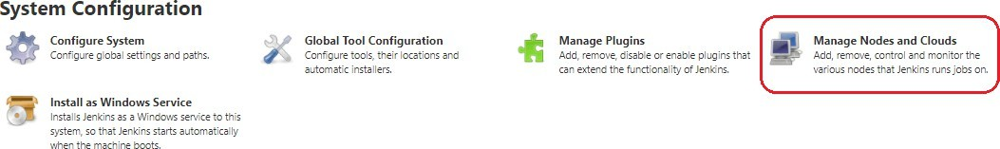 System Configuration
Configure System
Configure global settings and paths.
Global Tool Configuration
Configure tools, their locations and
automatic installers.
Manage Plugins
Add, remove, disable or enable plugins that
can extend the functionality of Jenkins.
Manage Nodes and Clouds
Add, remove, control and monitor the
various nodes that Jenkins runs jobs on.
Install as Windows Service
Installs Jenkins as a Windows service to this
system, so that Jenkins starts automatically
when the machine boots.